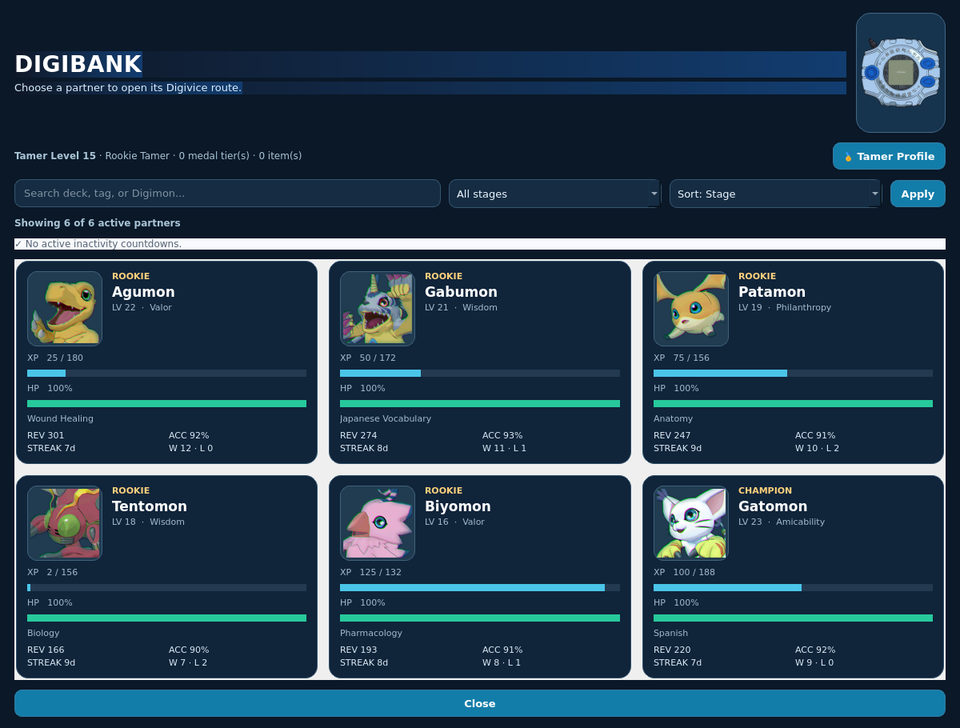 DIGIBANK
Choose a partner to open its Digivice route.
Tamer Level 15 · Rookie Tamer · 0 medal tier(s) · 0 item(s)
🏅 Tamer Profile
Search deck, tag, or Digimon...
All stages
Sort: Stage
Apply
Showing 6 of 6 active partners
✓ No active inactivity countdowns.
ROOKIE
Agumon
LV 22 · Valor
XP 25 / 180
HP 100%
Wound Healing
REV 301 ACC 92%
STREAK 7d W 12 · L 0
ROOKIE
Gabumon
LV 21 · Wisdom
XP 50 / 172
HP 100%
Japanese Vocabulary
REV 274 ACC 93%
STREAK 8d W 11 · L 1
ROOKIE
Patamon
LV 19 · Philanthropy
XP 75 / 156
HP 100%
Anatomy
REV 247 ACC 91%
STREAK 9d W 10 · L 2
ROOKIE
Tentomon
LV 18 · Wisdom
XP 2 / 156
HP 100%
Biology
REV 166 ACC 90%
STREAK 9d W 7 · L 2
ROOKIE
Biyomon
LV 16 · Valor
XP 125 / 132
HP 100%
Pharmacology
REV 193 ACC 91%
STREAK 8d W 8 · L 1
CHAMPION
Gatomon
LV 23 · Amicability
XP 100 / 188
HP 100%
Spanish
REV 220 ACC 92%
STREAK 7d W 9 · L 0
Close